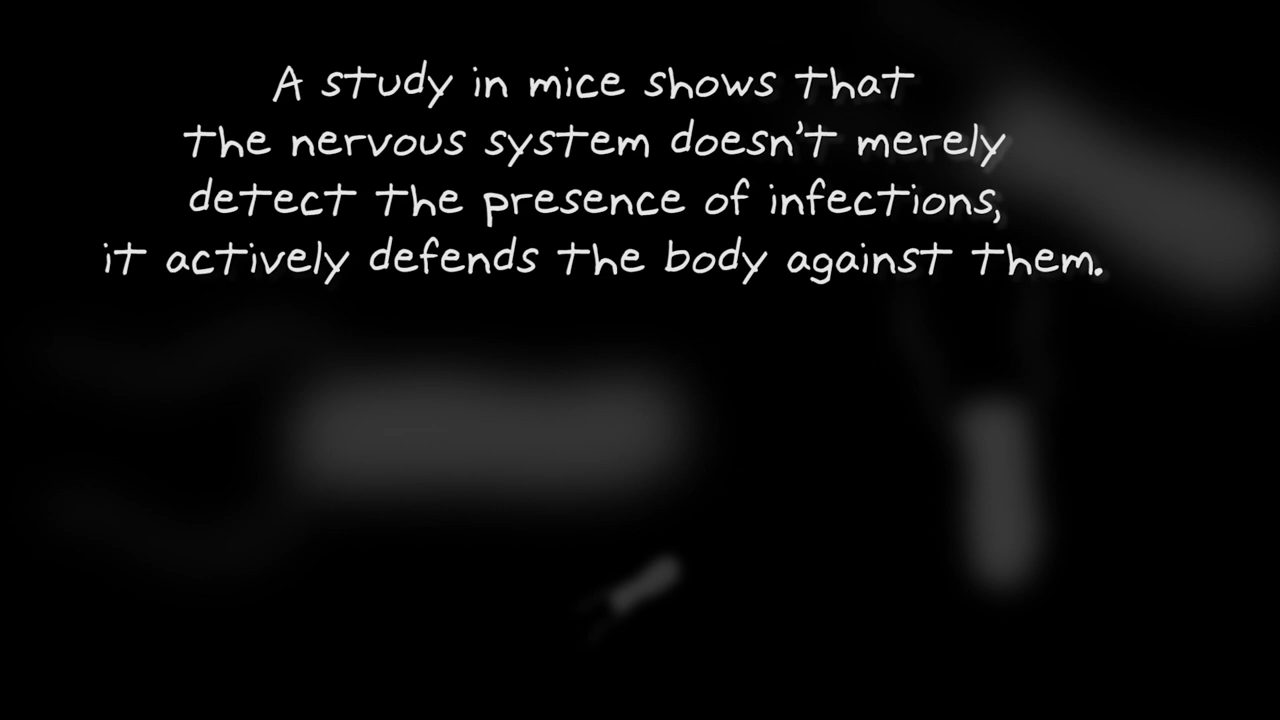 A study in mice shows that
the nervous system doesn't merely
detect the presence of infections,
it actively defends the body against them.